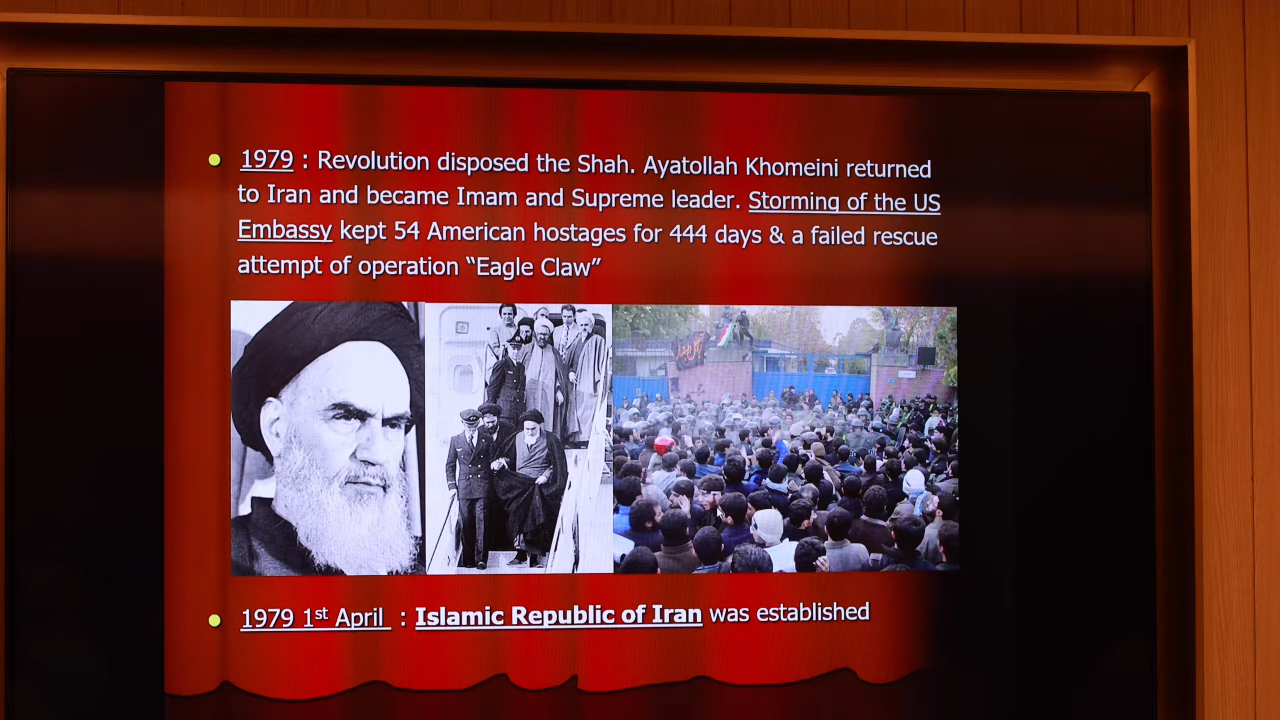 1979 : Revolution disposed the Shah. Ayatollah Khomeini returned
to Iran and became Imam and Supreme leader. Storming of the US
Embassy kept 54 American hostages for 444 days & a failed rescue
attempt of operation “Eagle Claw”
1979 1st April : Islamic Republic of Iran was established